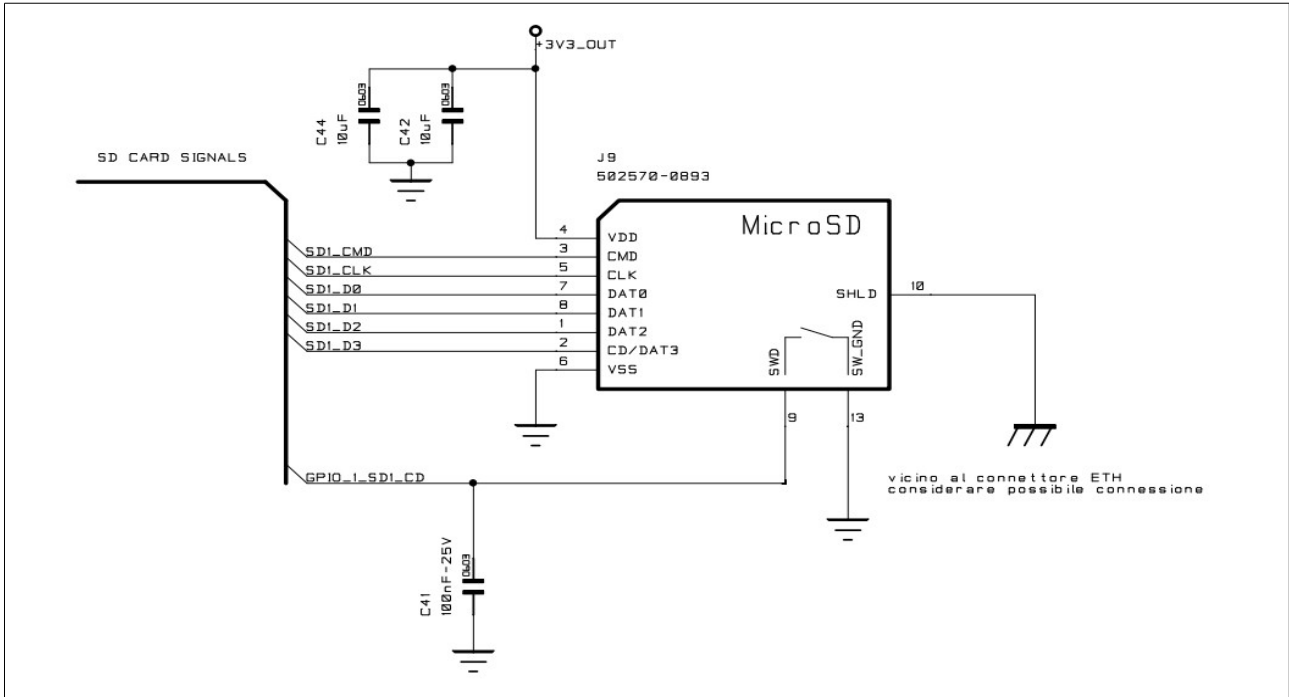 +3V3_OUT
C44
10uF
0603
C42
10uF
0603
SD CARD SIGNALS
J9
502570-0893
MicroSD
4
VDD
SD1_CMD
3
CMD
SD1_CLK
5
CLK
SD1_D0
7
DAT0
SHLD
10
SD1_D1
8
DAT1
SD1_D2
1
DAT2
SD1_D3
2
CD/DAT3
6
VSS
SWD
SW_GND
9
13
GPIO_1_SD1_CD
vicino al connettore ETH
considerare possibile connessione
C41
100nF-25V
0603